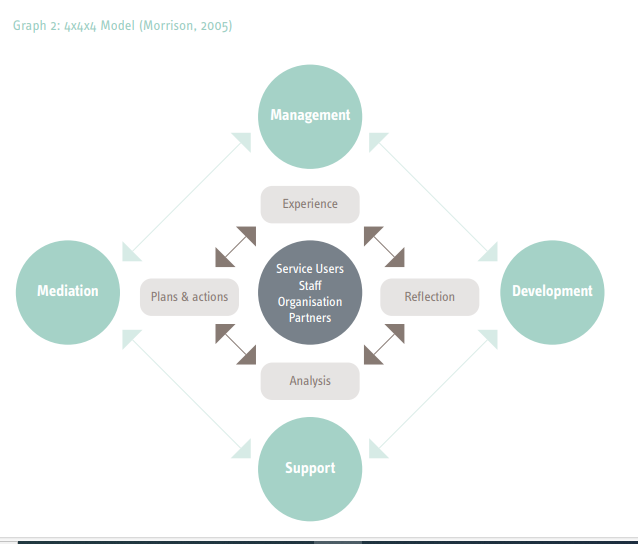 Graph 2: 4x4x4 Model (Morrison, 2005)
Management
Experience
Service Users
Staff
Organisation
Partners
Mediation
Plans & actions
Reflection
Development
Analysis
Support